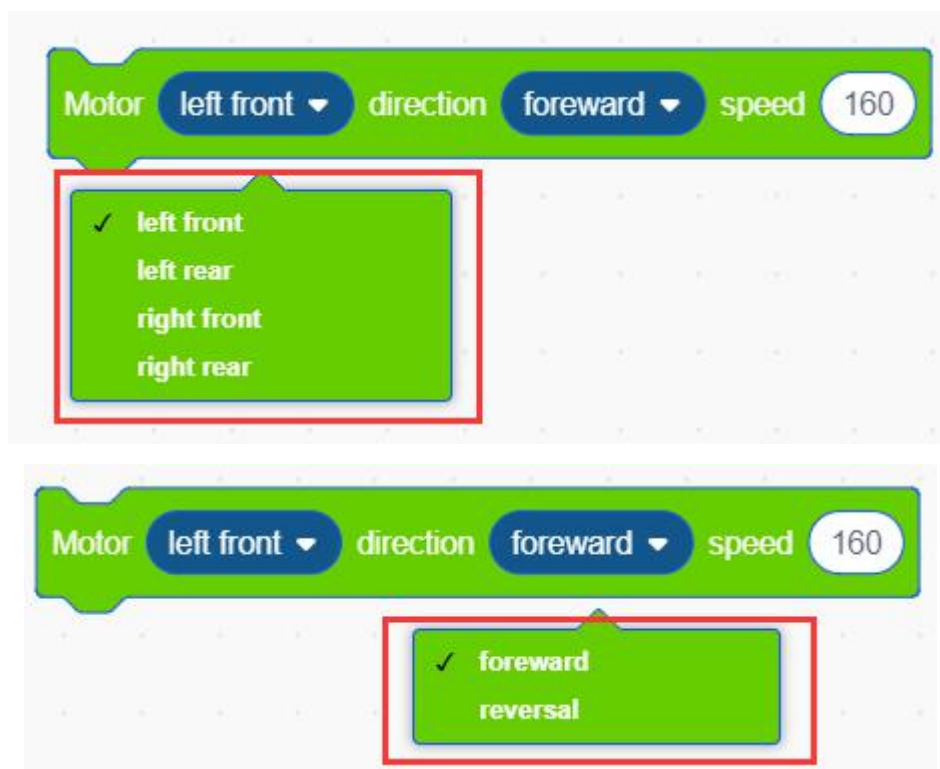 Motor left front direction foreward speed 160
✓ left front
left rear
right front
right rear
Motor left front direction foreward speed 160
✓ foreward
reversal